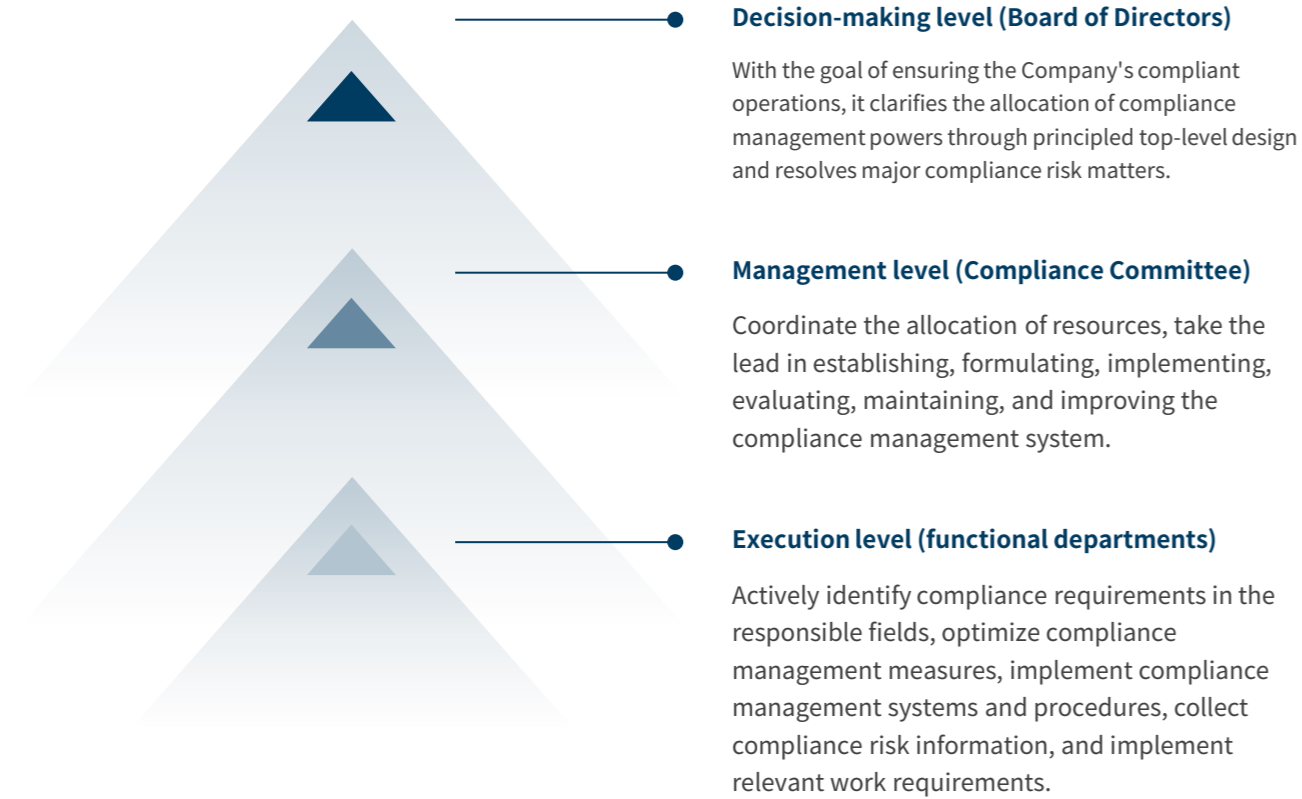 Decision-making level (Board of Directors)
With the goal of ensuring the Company's compliant
operations, it clarifies the allocation of compliance
management powers through principled top-level design
and resolves major compliance risk matters.
Management level (Compliance Committee)
Coordinate the allocation of resources, take the
lead in establishing, formulating, implementing,
evaluating, maintaining, and improving the
compliance management system.
Execution level (functional departments)
Actively identify compliance requirements in the
responsible fields, optimize compliance
management measures, implement compliance
management systems and procedures, collect
compliance risk information, and implement
relevant work requirements.